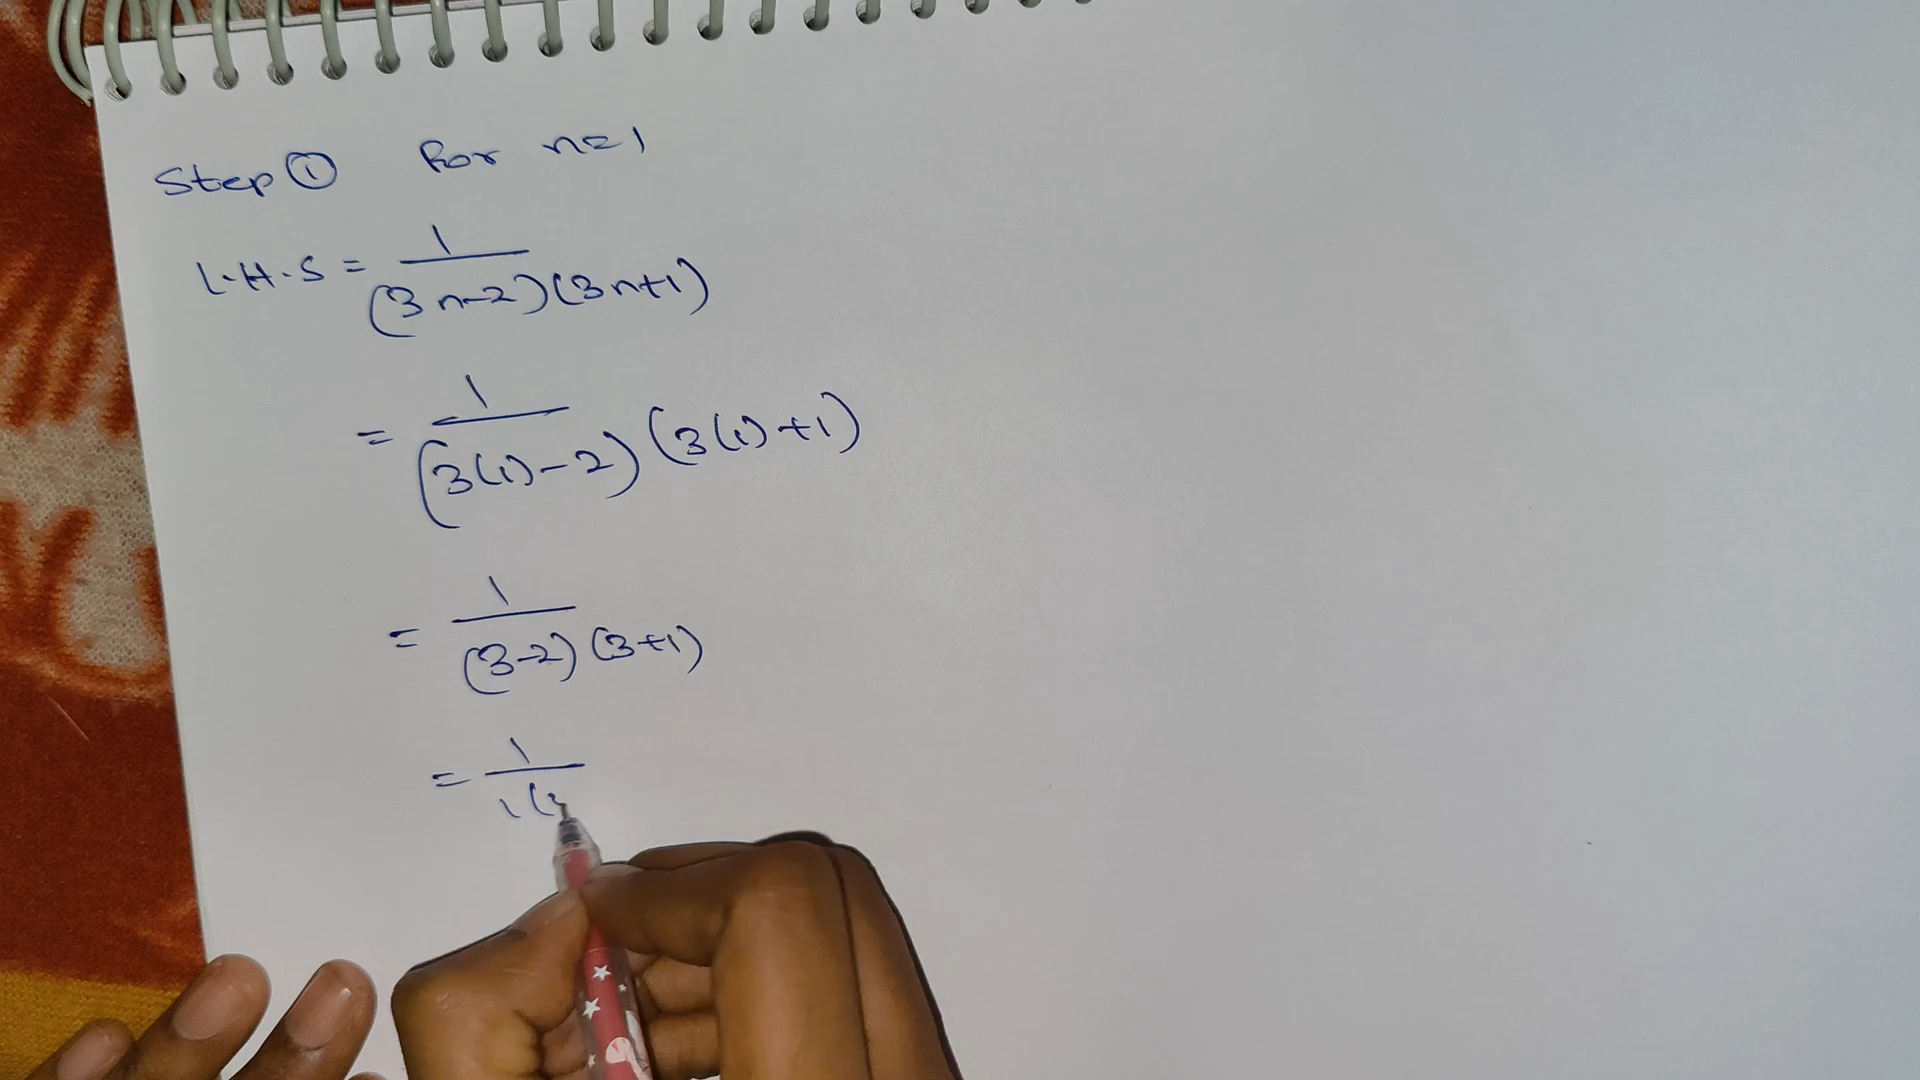 Step ① for n=1
L.H.S = 1/(3n-2)(3n+1)
= 1/(3(1)-2)(3(1)+1)
= 1/(3-2)(3+1)
= 1/1(